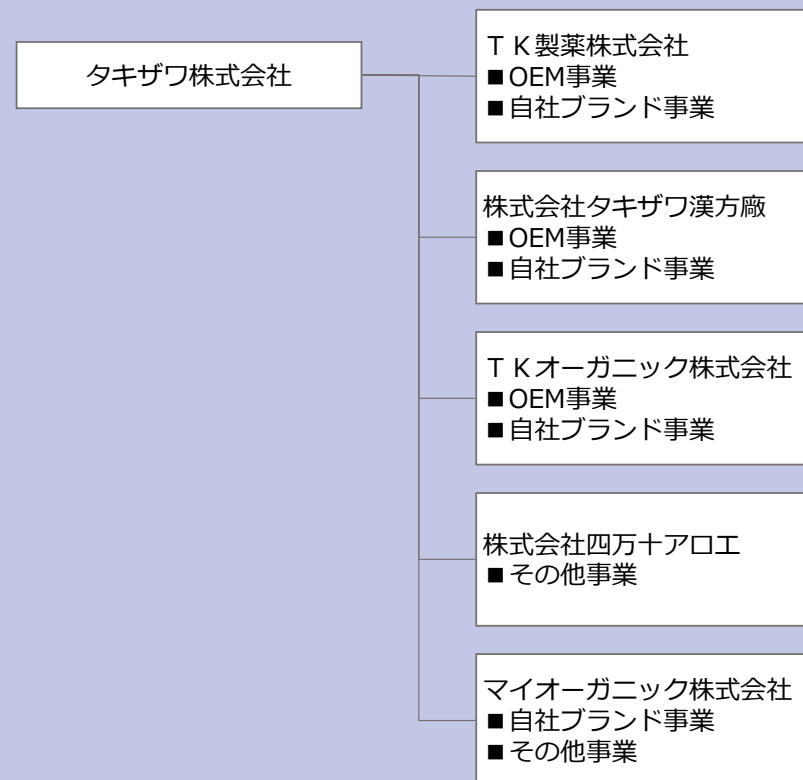 タキザワ株式会社
ＴＫ製薬株式会社
■OEM事業
■自社ブランド事業
株式会社タキザワ漢方廠
■OEM事業
■自社ブランド事業
ＴＫオーガニック株式会社
■OEM事業
■自社ブランド事業
株式会社四万十アロエ
■その他事業
マイオーガニック株式会社
■自社ブランド事業
■その他事業